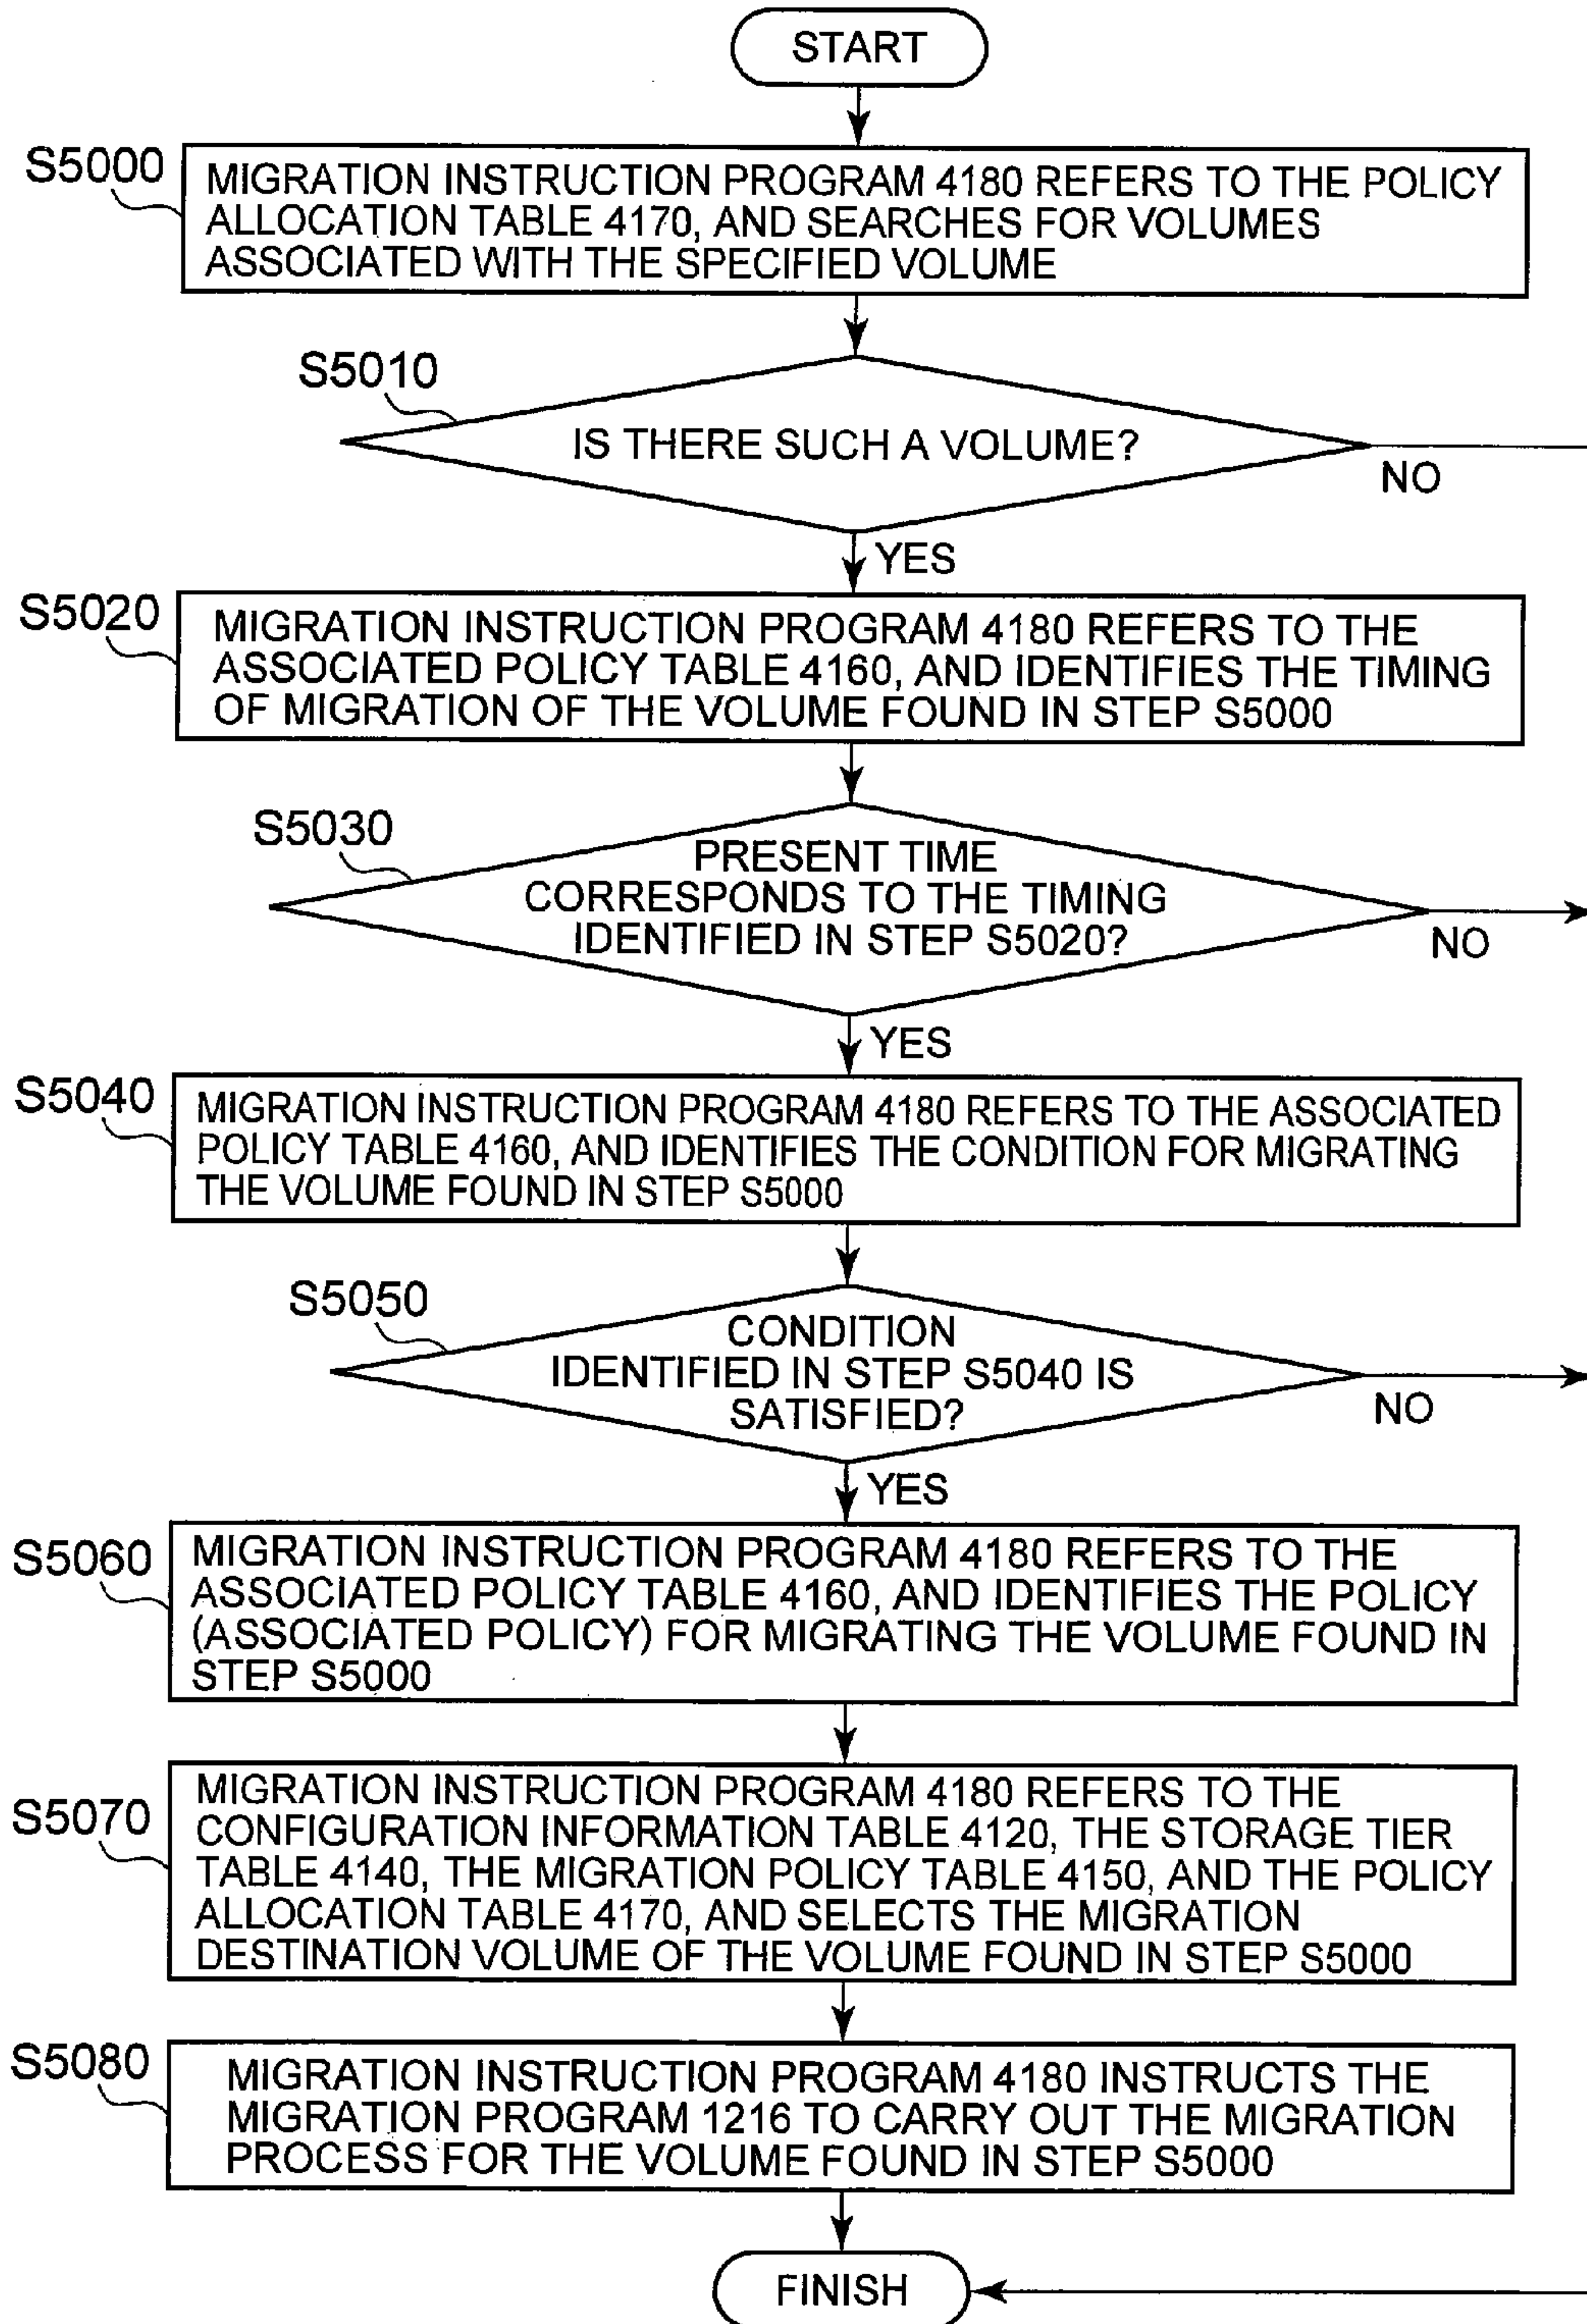 START
S5000
MIGRATION INSTRUCTION PROGRAM 4180 REFERS TO THE POLICY
ALLOCATION TABLE 4170, AND SEARCHES FOR VOLUMES
ASSOCIATED WITH THE SPECIFIED VOLUME
S5010
IS THERE SUCH A VOLUME?
NO
YES
S5020
MIGRATION INSTRUCTION PROGRAM 4180 REFERS TO THE
ASSOCIATED POLICY TABLE 4160, AND IDENTIFIES THE TIMING
OF MIGRATION OF THE VOLUME FOUND IN STEP S5000
S5030
PRESENT TIME
CORRESPONDS TO THE TIMING
IDENTIFIED IN STEP S5020?
NO
YES
S5040
MIGRATION INSTRUCTION PROGRAM 4180 REFERS TO THE ASSOCIATED
POLICY TABLE 4160, AND IDENTIFIES THE CONDITION FOR MIGRATING
THE VOLUME FOUND IN STEP S5000
S5050
CONDITION
IDENTIFIED IN STEP S5040 IS
SATISFIED?
NO
YES
S5060
MIGRATION INSTRUCTION PROGRAM 4180 REFERS TO THE
ASSOCIATED POLICY TABLE 4160, AND IDENTIFIES THE POLICY
(ASSOCIATED POLICY) FOR MIGRATING THE VOLUME FOUND IN
STEP S5000
S5070
MIGRATION INSTRUCTION PROGRAM 4180 REFERS TO THE
CONFIGURATION INFORMATION TABLE 4120, THE STORAGE TIER
TABLE 4140, THE MIGRATION POLICY TABLE 4150, AND THE POLICY
ALLOCATION TABLE 4170, AND SELECTS THE MIGRATION
DESTINATION VOLUME OF THE VOLUME FOUND IN STEP S5000
S5080
MIGRATION INSTRUCTION PROGRAM 4180 INSTRUCTS THE
MIGRATION PROGRAM 1216 TO CARRY OUT THE MIGRATION
PROCESS FOR THE VOLUME FOUND IN STEP S5000
FINISH